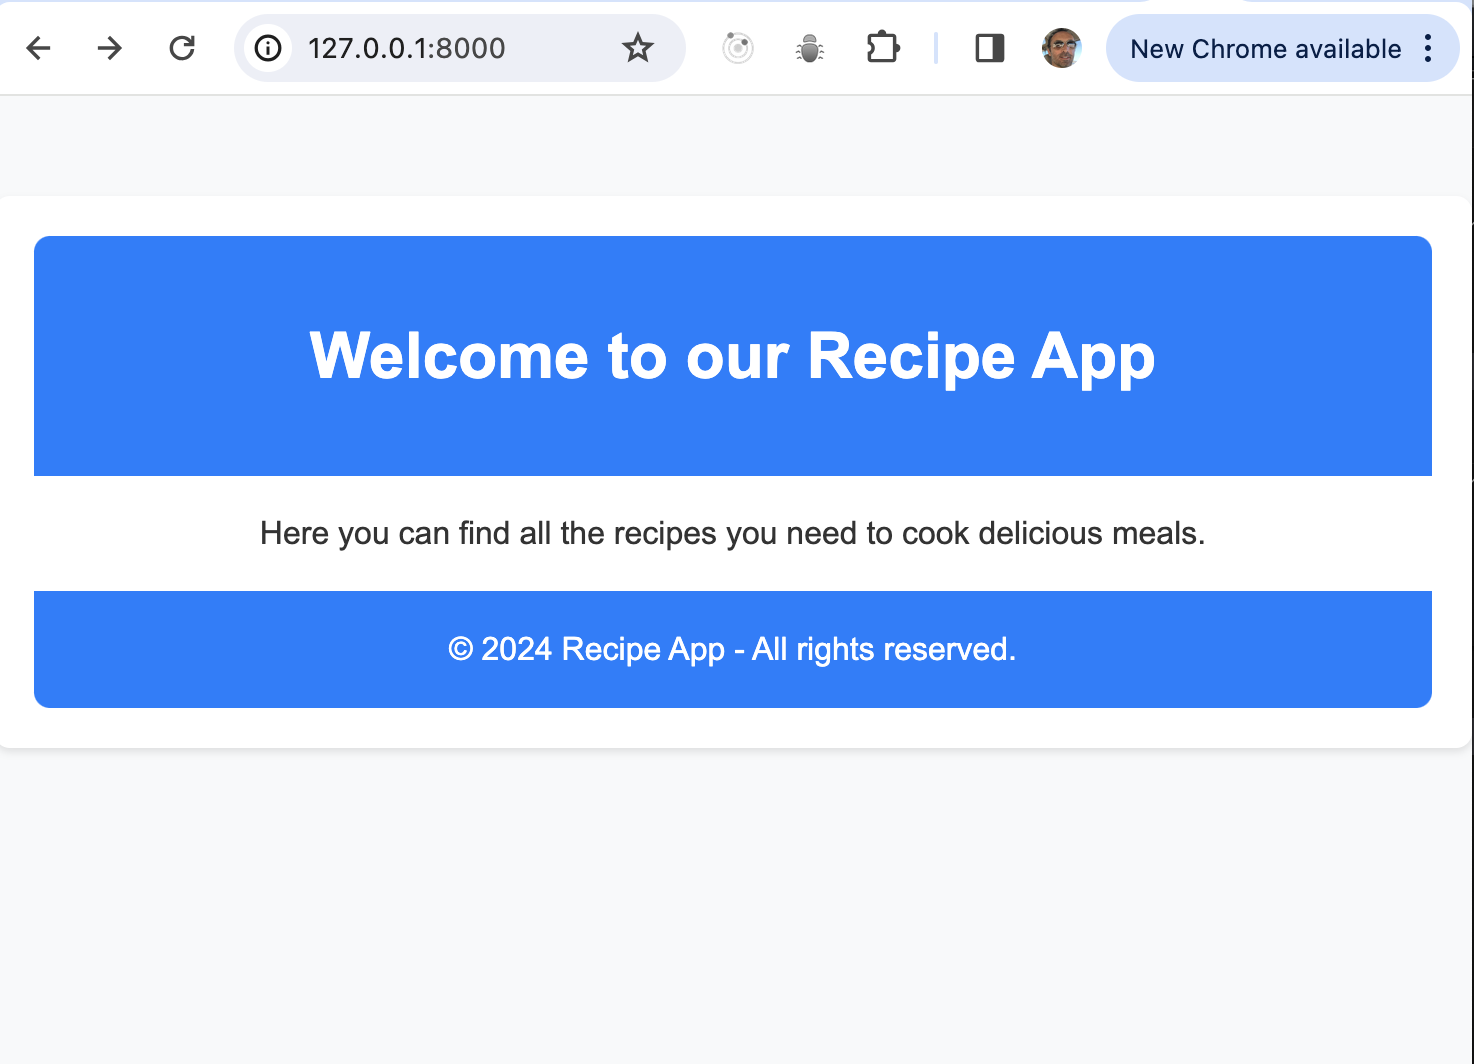 127.0.0.1:8000
New Chrome available
Welcome to our Recipe App
Here you can find all the recipes you need to cook delicious meals.
© 2024 Recipe App - All rights reserved.